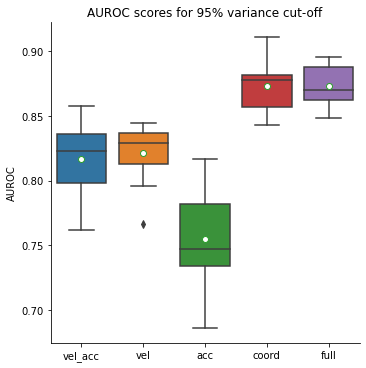 AUROC scores for 95% variance cut-off
0.90
0.85
0.80
0.75
0.70
AUROC
vel_acc vel acc coord full